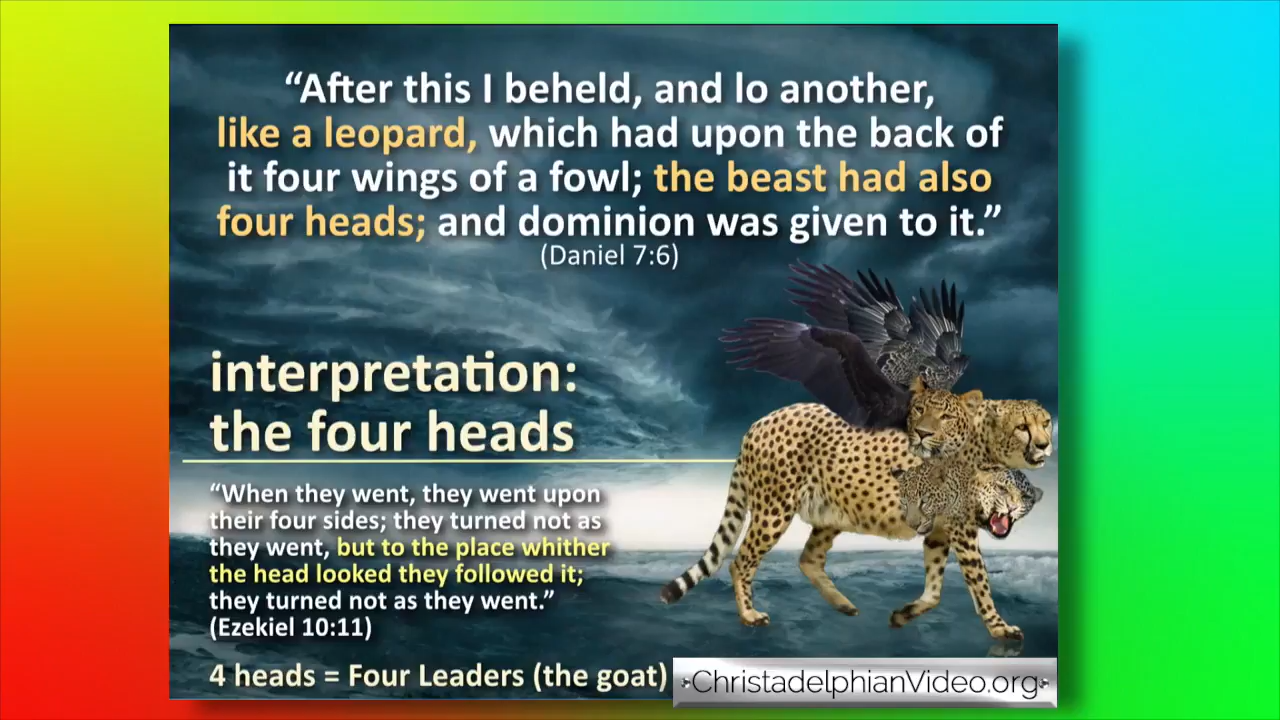 “After this I beheld, and lo another,
like a leopard, which had upon the back of
it four wings of a fowl; the beast had also
four heads; and dominion was given to it.”
(Daniel 7:6)
interpretation:
the four heads
“When they went, they went upon
their four sides; they turned not as
they went, but to the place whither
the head looked they followed it;
they turned not as they went.”
(Ezekiel 10:11)
4 heads = Four Leaders (the goat)
ChristadelphianVideo.org